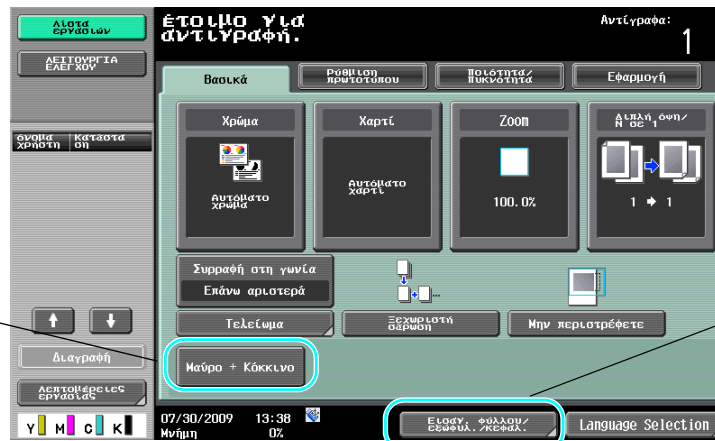 Λίστα
εργασιών
ΛΕΙΤΟΥΡΓΙΑ
ΕΛΕΓΧΟΥ
όνομα
χρήστη
Κατάστα
ση
Διαγραφή
Λεπτομέρειες
εργασίας
Y M C K
έτοιμο για
αντιγραφή.
Αντίγραφα:
1
Βασικά
Ρύθμιση
πρωτοτύπου
Ποιότητα/
Πυκνότητα
Εφαρμογή
Χρώμα
Αυτόματο
χρώμα
Χαρτί
Αυτόματο
χαρτί
Zoom
100.0%
Διπλή όψη/
N σε 1
1 → 1
Συρραφή στη γωνία
Επάνω αριστερά
Τελείωμα
Ξεχωριστή
σάρωση
Μην περιστρέφετε
Μαύρο + Κόκκινο
07/30/2009 13:38
Μνήμη 0%
Εισαγ. φύλλου/
εξωφύλ./κεφαλ.
Language Selection